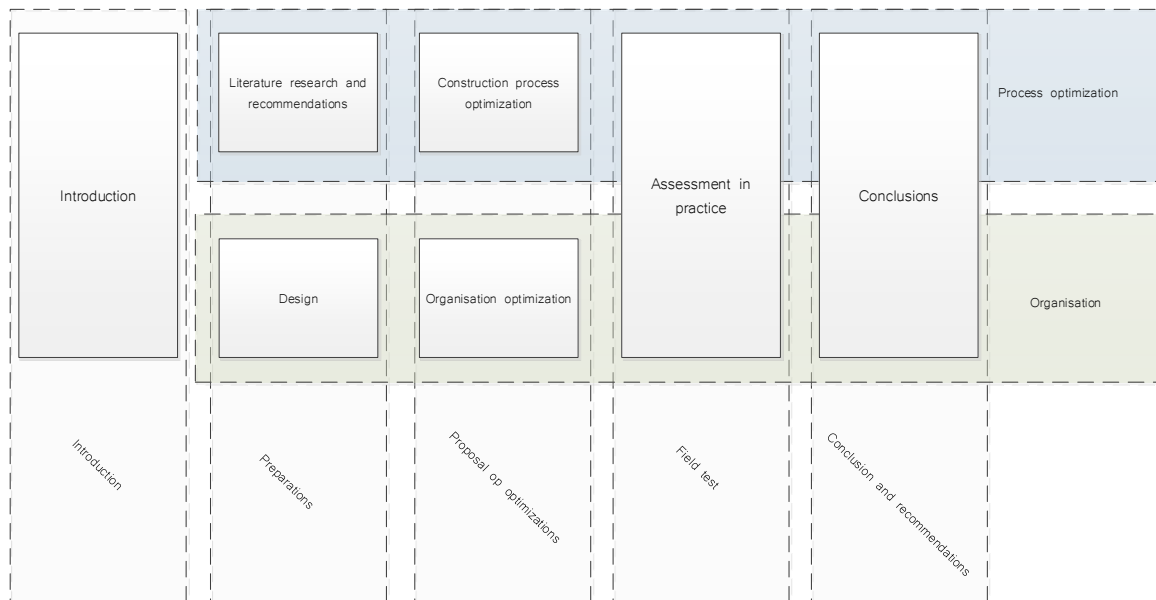 Introduction
Literature research and
recommendations
Construction process
optimization
Assessment in
practice
Conclusions
Process optimization
Design
Organisation optimization
Organisation
Introduction
Preparations
Proposal op optimizations
Field test
Conclusion and recommendations